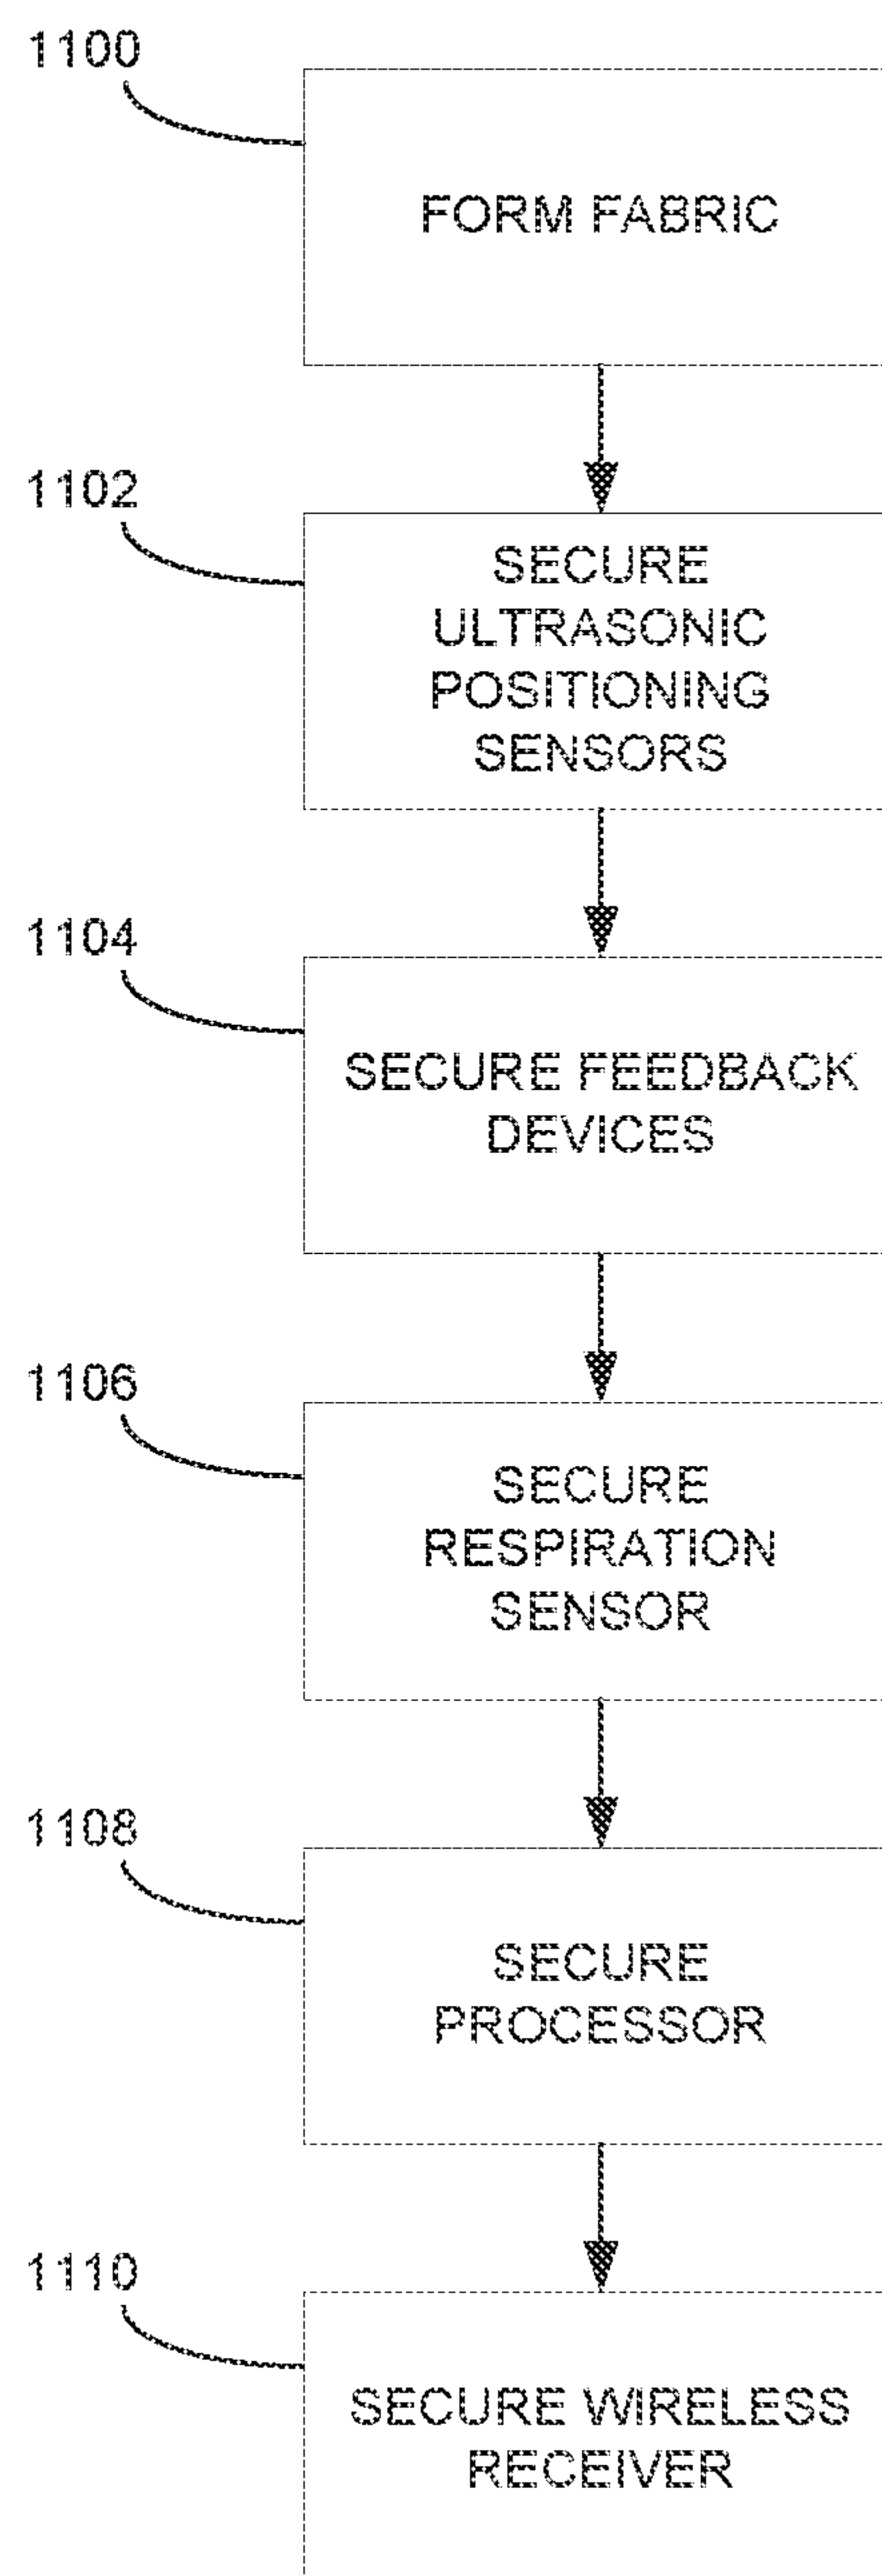 1100
FORM FABRIC
1102
SECURE
ULTRASONIC
POSITIONING
SENSORS
1104
SECURE FEEDBACK
DEVICES
1106
SECURE
RESPIRATION
SENSOR
1108
SECURE
PROCESSOR
1110
SECURE WIRELESS
RECEIVER